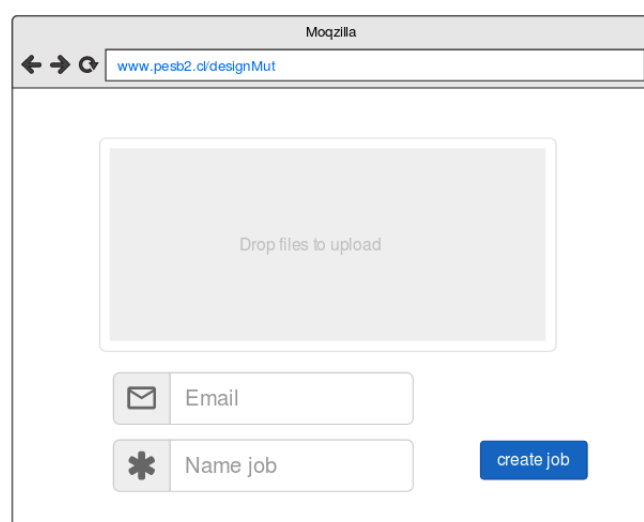 Moqzilla
www.pesb2.cl/designMut
Drop files to upload
Email
Name job
create job